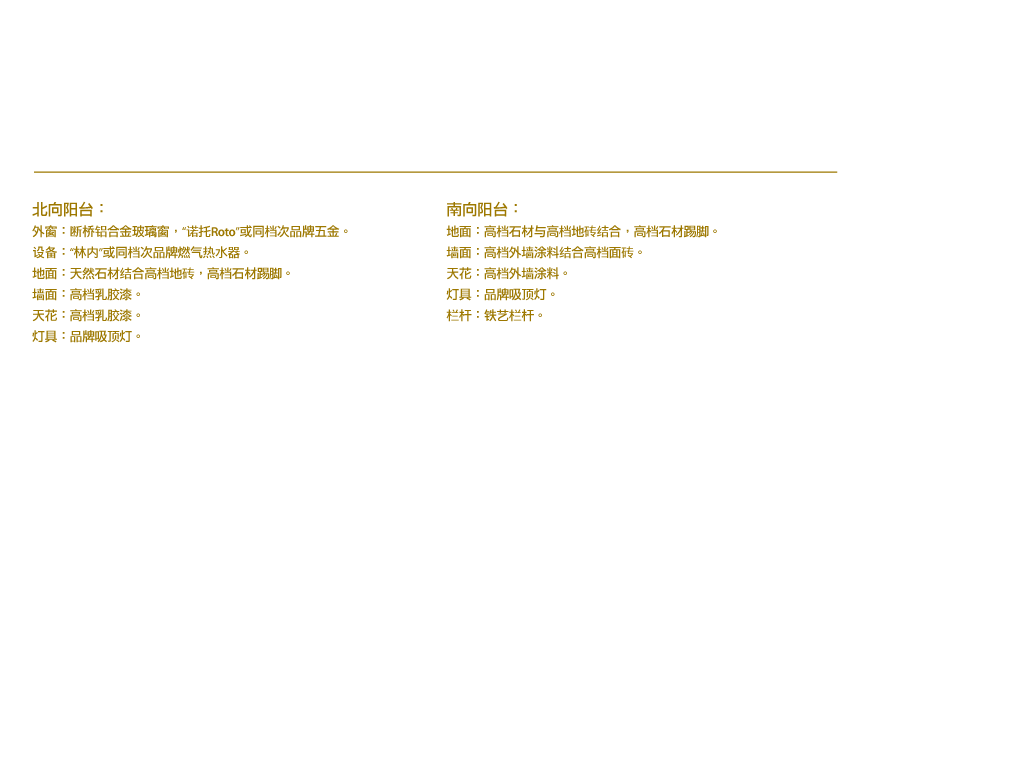 北向阳台：
外窗：断桥铝合金玻璃窗，“诺托Roto”或同档次品牌五金。
设备：“林内”或同档次品牌燃气热水器。
地面：天然石材结合高档地砖，高档石材踢脚。
墙面：高档乳胶漆。
天花：高档乳胶漆。
灯具：品牌吸顶灯。
南向阳台：
地面：高档石材与高档地砖结合，高档石材踢脚。
墙面：高档外墙涂料结合高档面砖。
天花：高档外墙涂料。
灯具：品牌吸顶灯。
栏杆：铁艺栏杆。